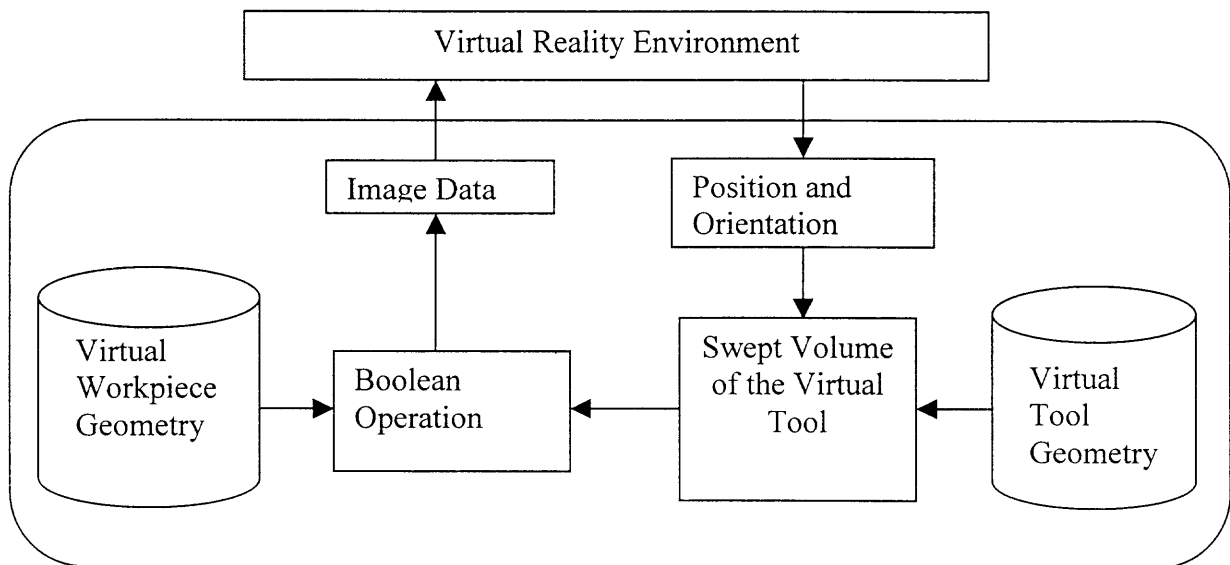 Virtual Reality Environment
Image Data
Position and
Orientation
Virtual
Workpiece
Geometry
Boolean
Operation
Swept Volume
of the Virtual
Tool
Virtual
Tool
Geometry